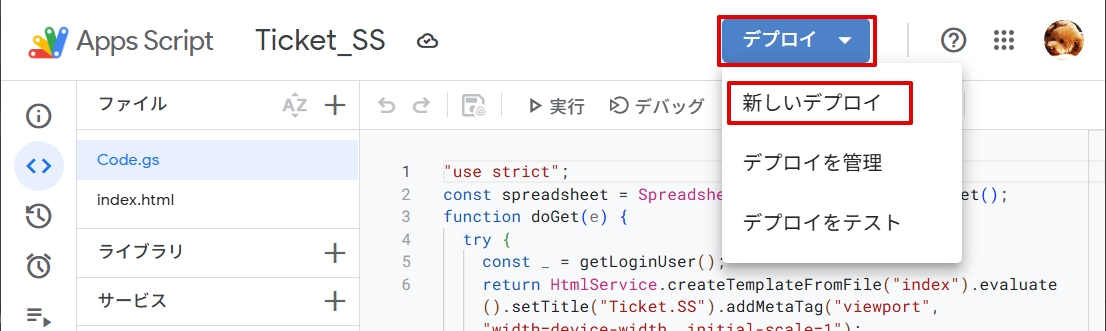 Apps Script
Ticket_SS
デプロイ
新しいデプロイ
デプロイを管理
デプロイをテスト
ファイル
AZ
Code.gs
index.html
ライブラリ
サービス
実行
デバッグ
1 "use strict";
2 const spreadsheet = Spreadshe et();
3 function doGet(e) {
4 try {
5 const _ = getLoginUser();
6 return HtmlService.createTemplateFromFile("index").evaluate
().setTitle("Ticket.SS").addMetaTag("viewport",
"width=device-width, initial-scale=1");